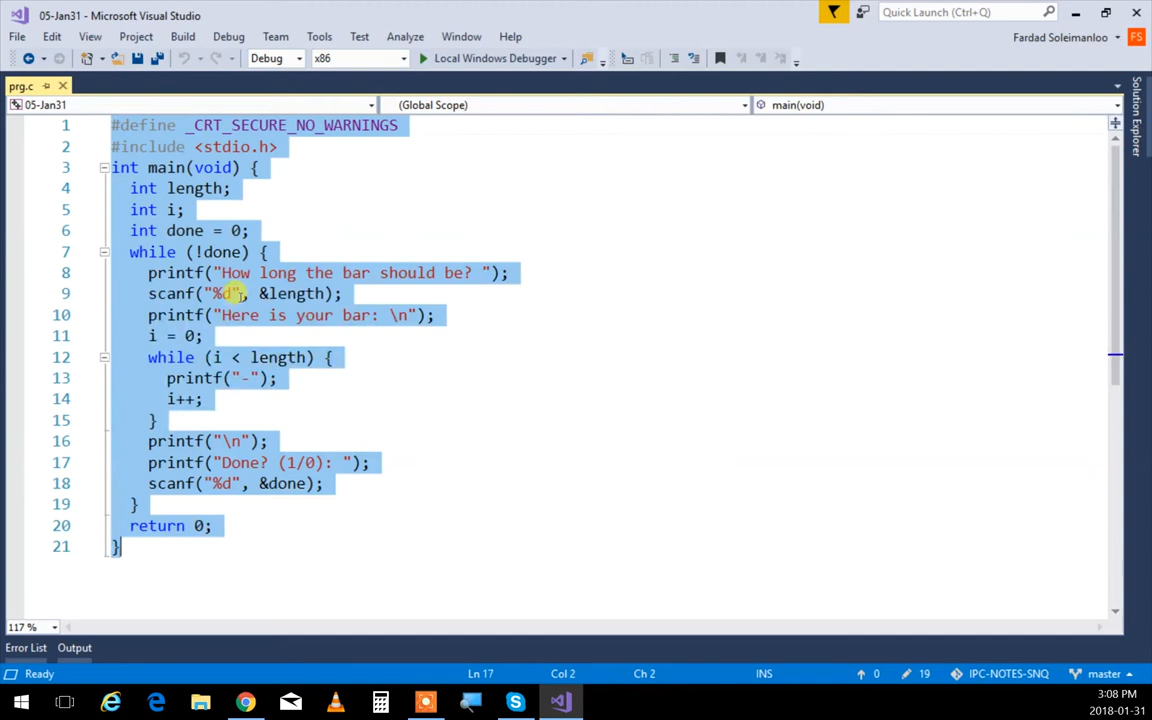 05-Jan31 - Microsoft Visual Studio
Quick Launch (Ctrl+Q)
File Edit View Project Build Debug Team Tools Test Analyze Window Help
Fardad Soleimanloo FS
Debug x86 Local Windows Debugger
prg.c
Solution Explorer
05-Jan31 (Global Scope) main(void)
1 #define _CRT_SECURE_NO_WARNINGS
2 #include <stdio.h>
3 int main(void) {
4 int length;
5 int i;
6 int done = 0;
7 while (!done) {
8 printf("How long the bar should be? ");
9 scanf("%d", &length);
10 printf("Here is your bar: \n");
11 i = 0;
12 while (i < length) {
13 printf("-");
14 i++;
15 }
16 printf("\n");
17 printf("Done? (1/0): ");
18 scanf("%d", &done);
19 }
20 return 0;
21 }
117 %
Error List Output
Ready Ln 17 Col 2 Ch 2 INS 0 19 IPC-NOTES-SNQ master
3:08 PM
2018-01-31